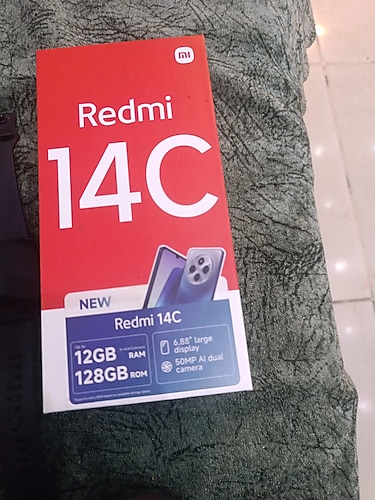 mi
Redmi
14C
NEW
Redmi 14C
Up to
12GB RAM
128GB ROM
6.88" large
display
50MP AI dual
camera